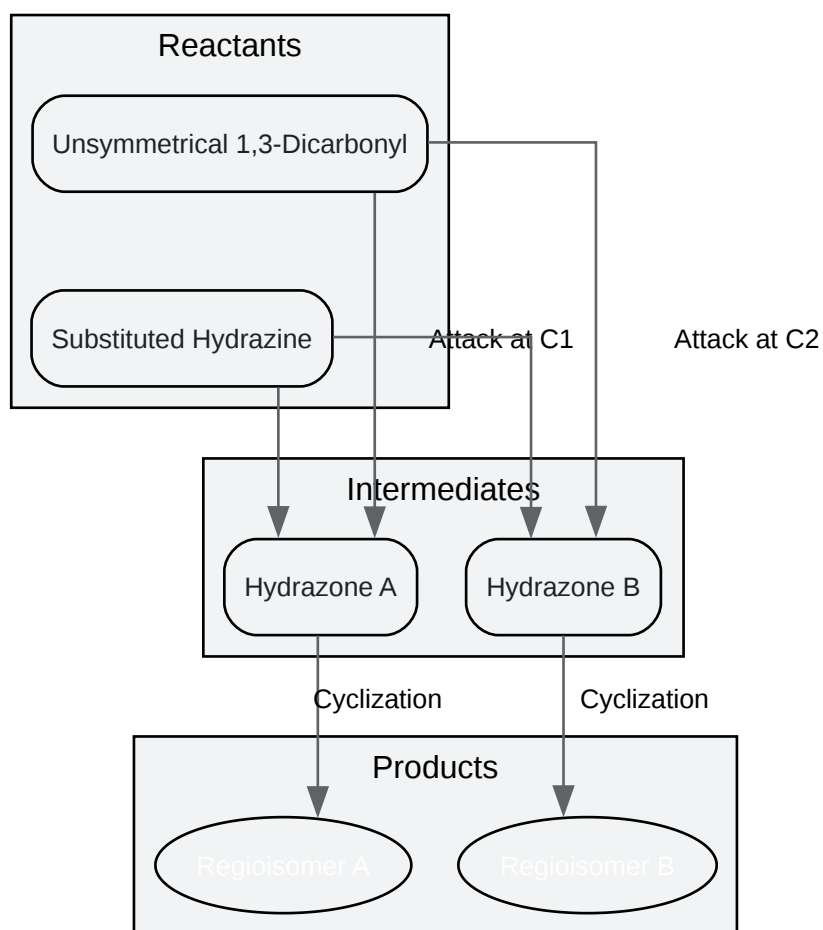 Reactants
Unsymmetrical 1,3-Dicarbonyl
Substituted Hydrazine
Attack at C1
Attack at C2
Intermediates
Hydrazone A
Hydrazone B
Cyclization
Cyclization
Products
Regioisomer A
Regioisomer B